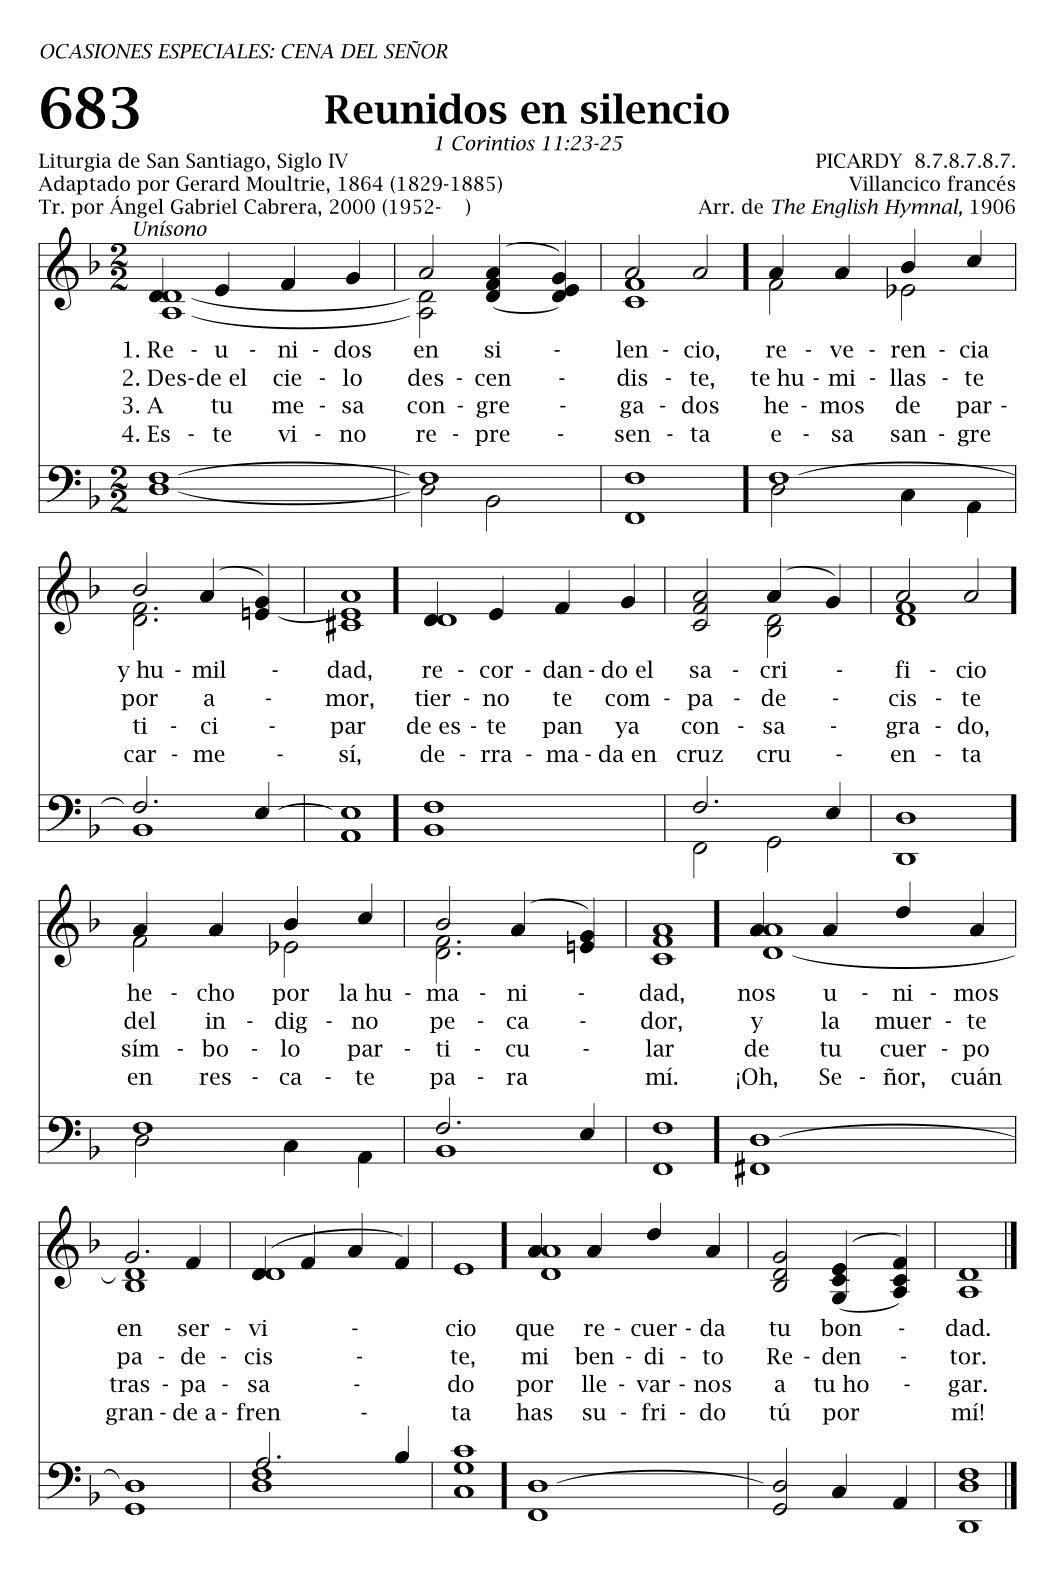 OCASIONES ESPECIALES: CENA DEL SEÑOR
683
Reunidos en silencio
1 Corintios 11:23-25
Liturgia de San Santiago, Siglo IV
PICARDY 8.7.8.7.8.7.
Adaptado por Gerard Moultrie, 1864 (1829-1885)
Villancico francés
Tr. por Ángel Gabriel Cabrera, 2000 (1952-    )
Arr. de The English Hymnal, 1906
Unísono
1. Re - u - ni - dos en si - len - cio, re - ve - ren - cia
2. Des-de el cie - lo des - cen - dis - te, te hu - mi - llas - te
3. A tu me - sa con - gre - ga - dos he - mos de par -
4. Es - te vi - no re - pre - sen - ta e - sa san - gre
y hu - mil - dad, re - cor - dan - do el sa - cri - fi - cio
por a - mor, tier - no te com - pa - de - cis - te
ti - ci - par de es - te pan ya con - sa - gra - do,
car - me - sí, de - rra - ma - da en cruz cru - en - ta
he - cho por la hu - ma - ni - dad, nos u - ni - mos
del in - dig - no pe - ca - dor, y la muer - te
sím - bo - lo par - ti - cu - lar de tu cuer - po
en res - ca - te pa - ra mí. ¡Oh, Se - ñor, cuán
en ser - vi - cio que re - cuer - da tu bon - dad.
pa - de - cis - te, mi ben - di - to Re - den - tor.
tras - pa - sa - do por lle - var - nos a tu ho - gar.
gran - de a - fren - ta has su - fri - do tú por mí!